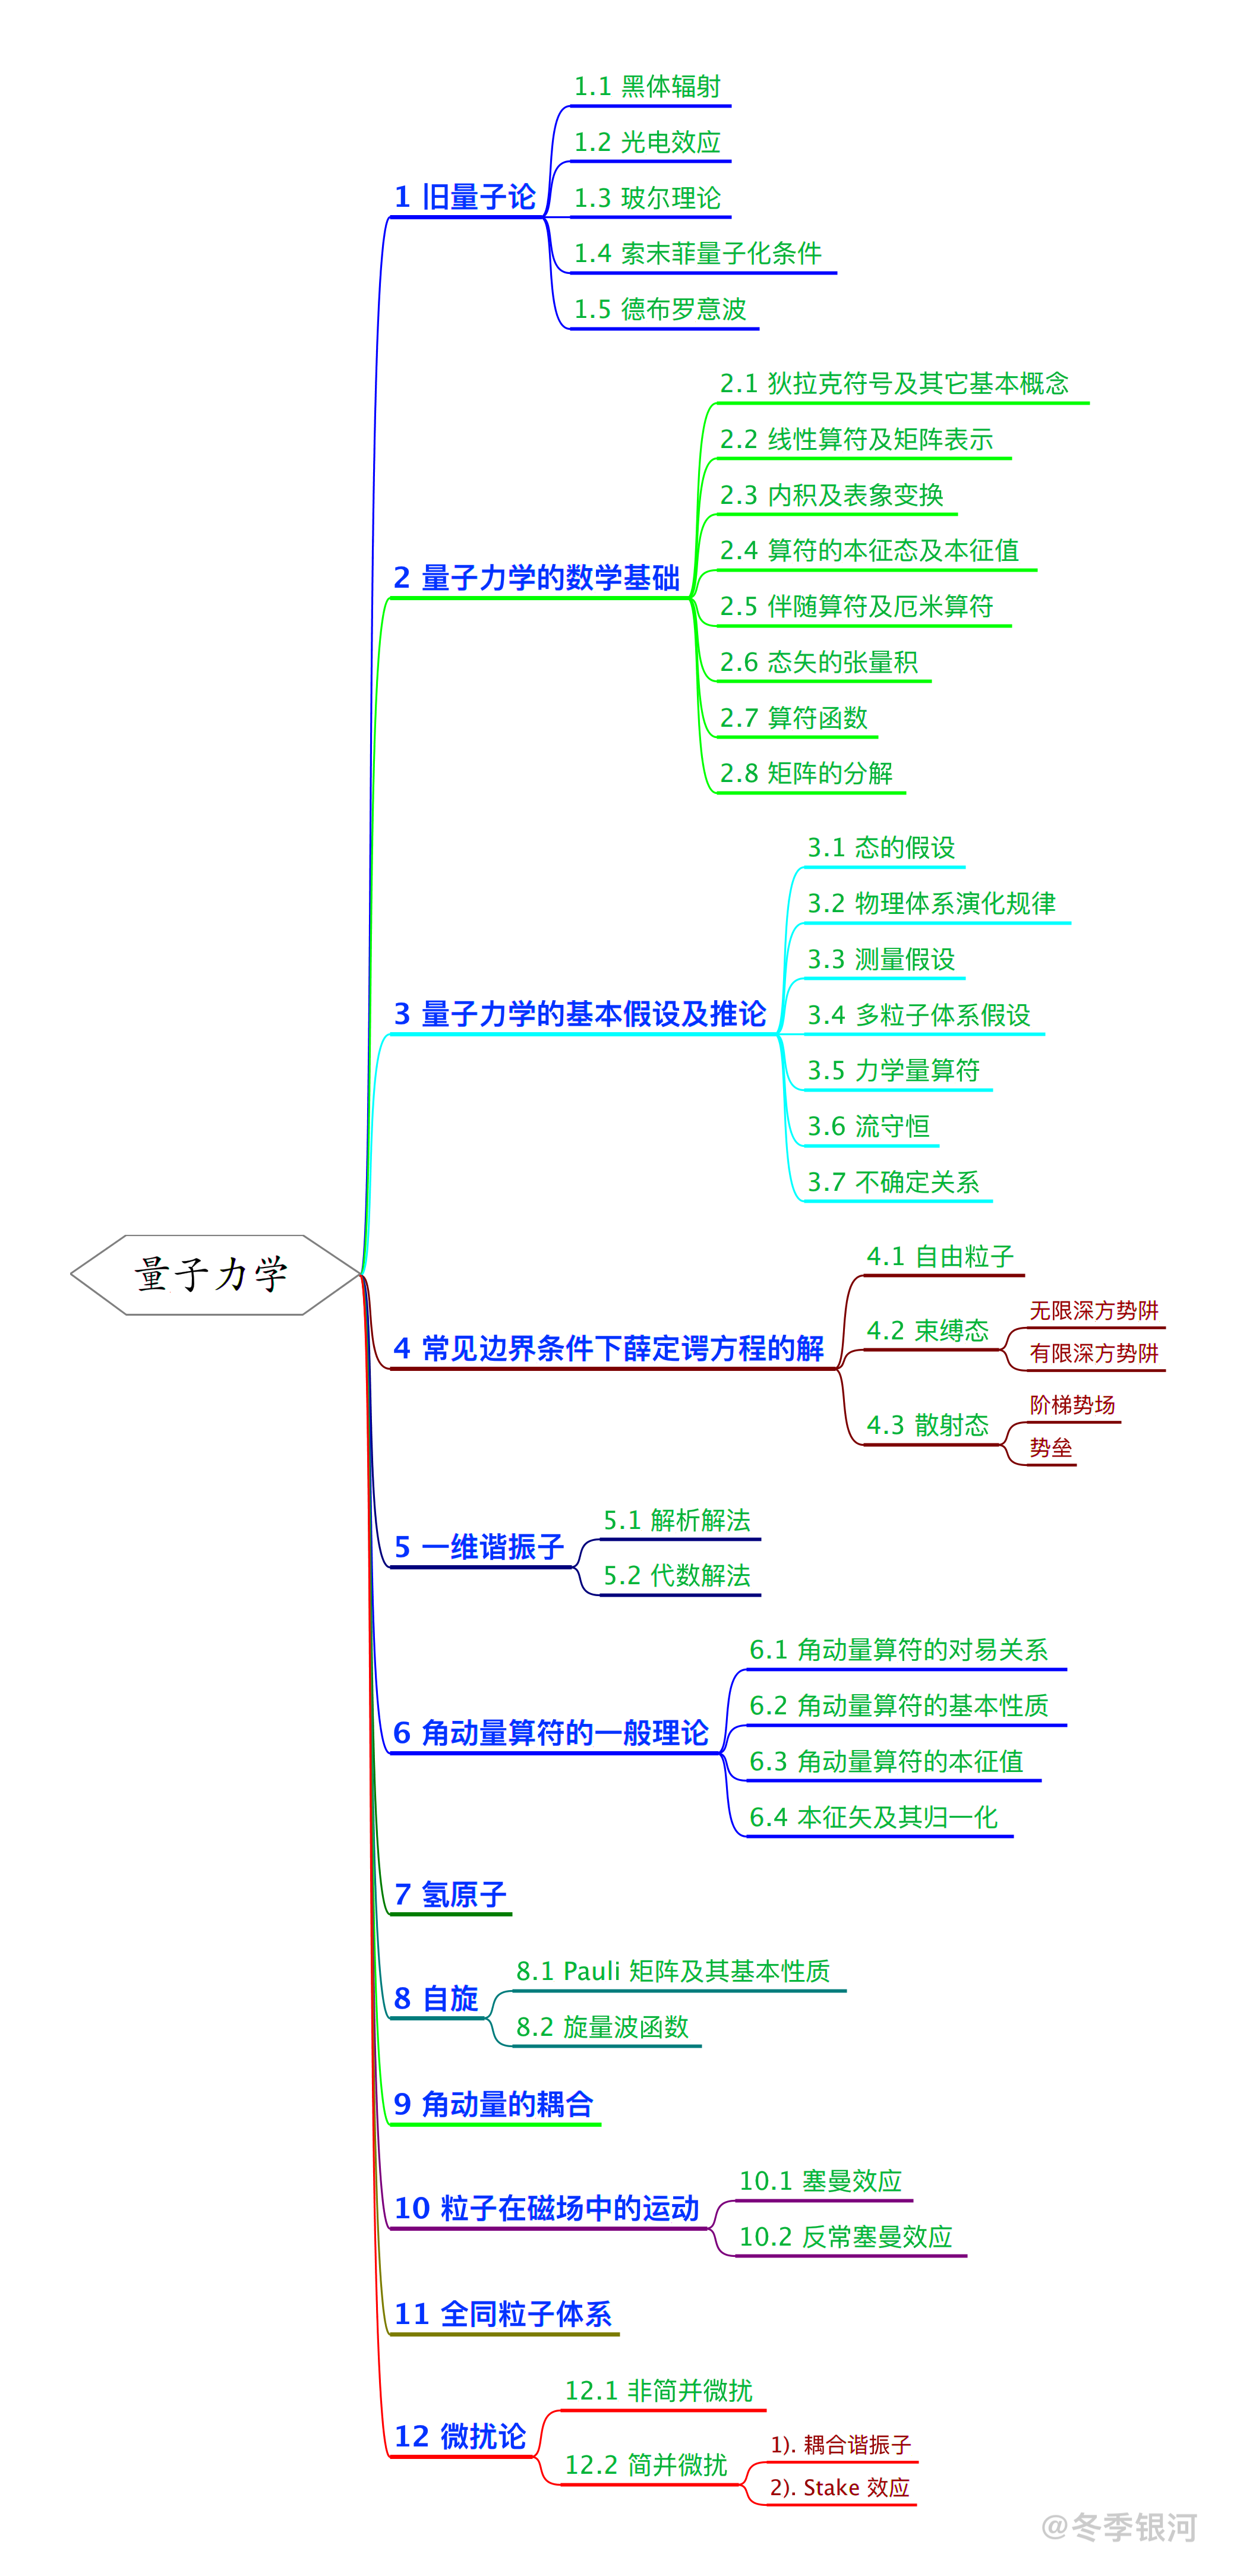 量子力学
1 旧量子论
1.1 黑体辐射
1.2 光电效应
1.3 玻尔理论
1.4 索末菲量子化条件
1.5 德布罗意波
2 量子力学的数学基础
2.1 狄拉克符号及其它基本概念
2.2 线性算符及矩阵表示
2.3 内积及表象变换
2.4 算符的本征态及本征值
2.5 伴随算符及厄米算符
2.6 态矢的张量积
2.7 算符函数
2.8 矩阵的分解
3 量子力学的基本假设及推论
3.1 态的假设
3.2 物理体系演化规律
3.3 测量假设
3.4 多粒子体系假设
3.5 力学量算符
3.6 流守恒
3.7 不确定关系
4 常见边界条件下薛定谔方程的解
4.1 自由粒子
4.2 束缚态
无限深方势阱
有限深方势阱
4.3 散射态
阶梯势场
势垒
5 一维谐振子
5.1 解析解法
5.2 代数解法
6 角动量算符的一般理论
6.1 角动量算符的对易关系
6.2 角动量算符的基本性质
6.3 角动量算符的本征值
6.4 本征矢及其归一化
7 氢原子
8 自旋
8.1 Pauli 矩阵及其基本性质
8.2 旋量波函数
9 角动量的耦合
10 粒子在磁场中的运动
10.1 塞曼效应
10.2 反常塞曼效应
11 全同粒子体系
12 微扰论
12.1 非简并微扰
12.2 简并微扰
1). 耦合谐振子
2). Stake 效应
@冬季银河